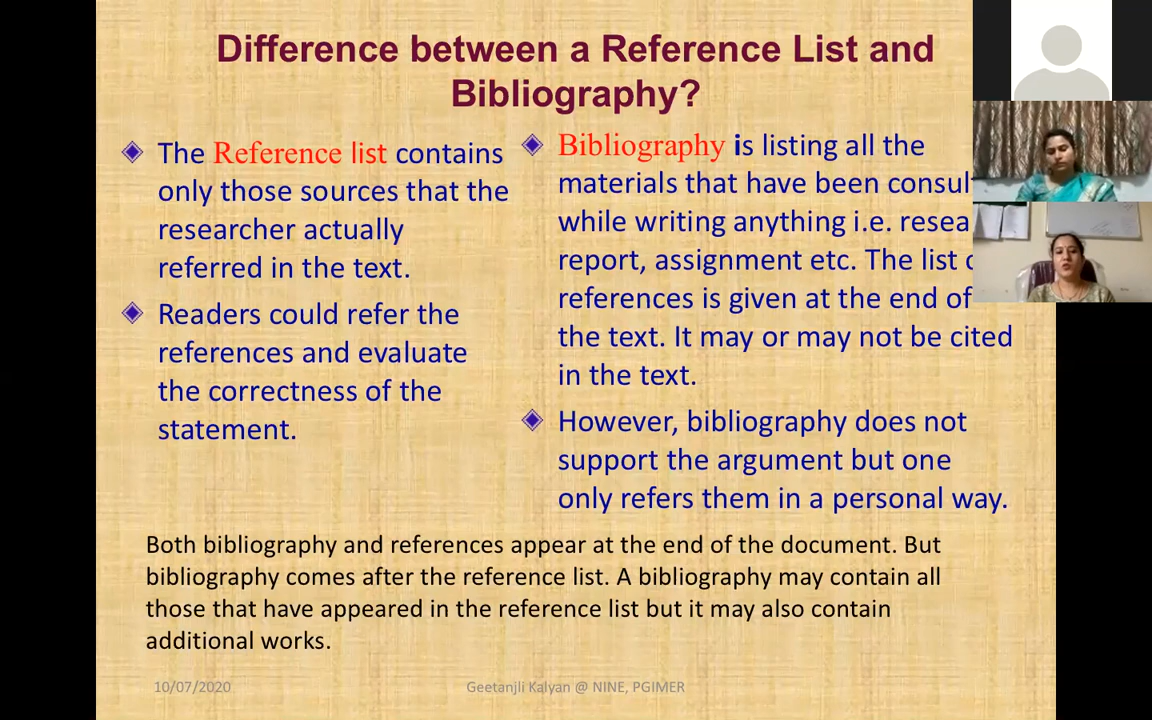 Difference between a Reference List and
Bibliography?
The Reference list contains
only those sources that the
researcher actually
referred in the text.
Readers could refer the
references and evaluate
the correctness of the
statement.
Bibliography is listing all the
materials that have been consul
while writing anything i.e. resea
report, assignment etc. The list
references is given at the end of
the text. It may or may not be cited
in the text.
However, bibliography does not
support the argument but one
only refers them in a personal way.
Both bibliography and references appear at the end of the document. But
bibliography comes after the reference list. A bibliography may contain all
those that have appeared in the reference list but it may also contain
additional works.
10/07/2020
Geetanjli Kalyan @ NINE, PGIMER